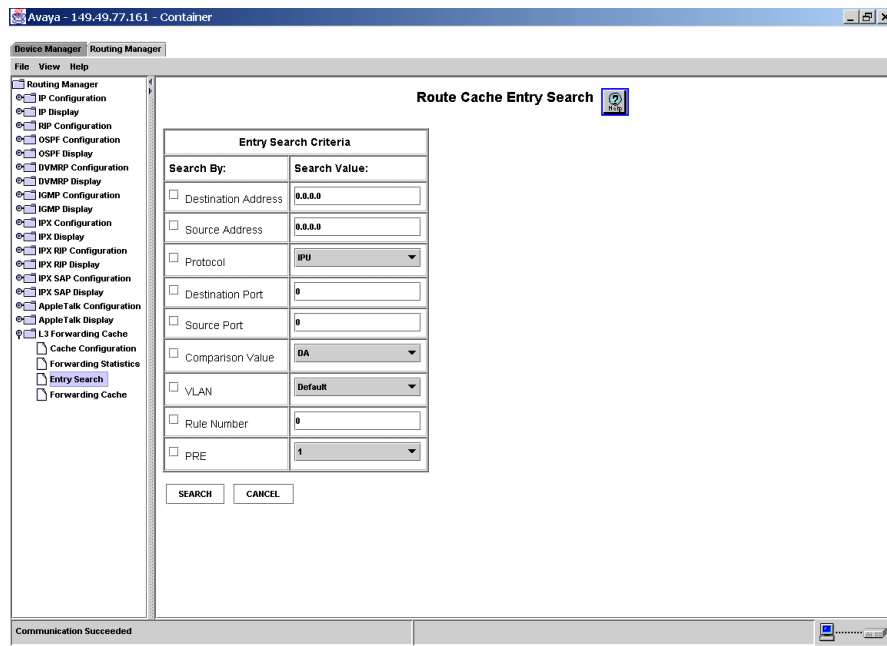 Avaya - 149.49.77.161 - Container
Device Manager Routing Manager
File View Help
Routing Manager
IP Configuration
IP Display
RIP Configuration
OSPF Configuration
OSPF Display
DVMRP Configuration
DVMRP Display
IGMP Configuration
IGMP Display
IPX Configuration
IPX Display
IPX RIP Configuration
IPX RIP Display
IPX SAP Configuration
IPX SAP Display
AppleTalk Configuration
AppleTalk Display
L3 Forwarding Cache
Cache Configuration
Forwarding Statistics
Entry Search
Forwarding Cache
Route Cache Entry Search
Help
Entry Search Criteria
Search By: Search Value:
Destination Address 0.0.0.0
Source Address 0.0.0.0
Protocol IPU
Destination Port 0
Source Port 0
Comparison Value DA
VLAN Default
Rule Number 0
PRE 1
SEARCH CANCEL
Communication Succeeded